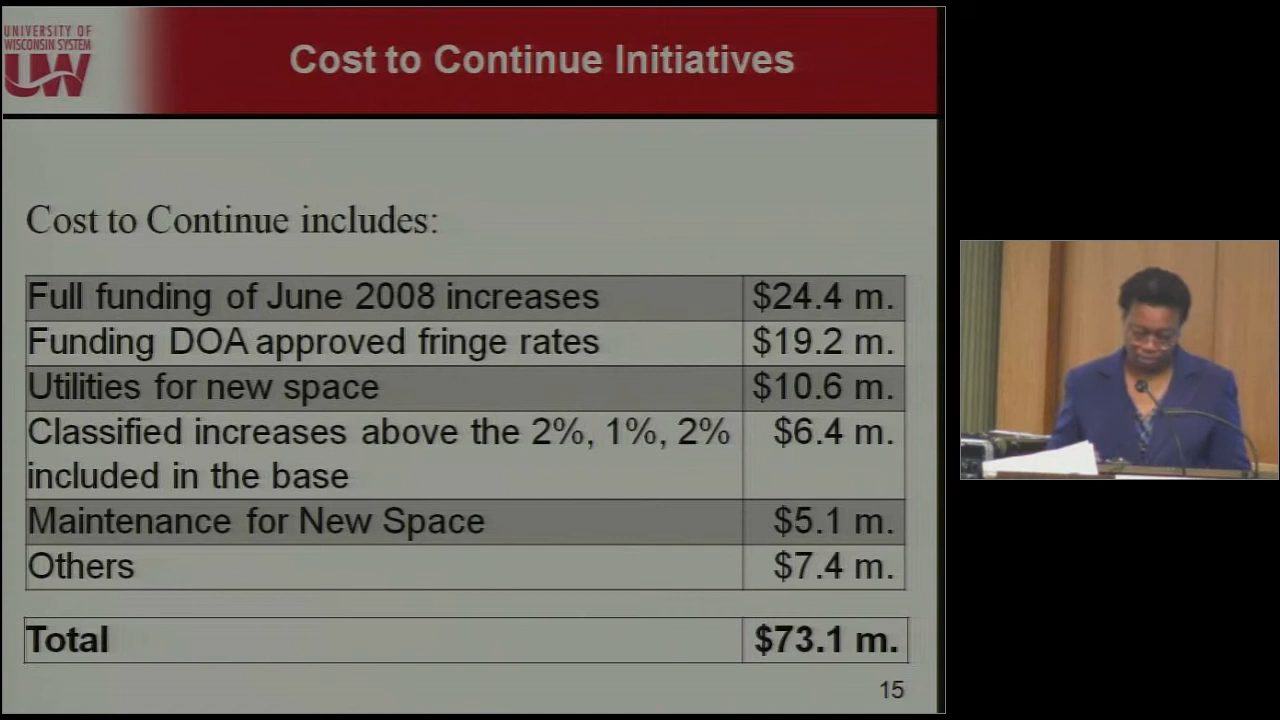 UNIVERSITY OF
WISCONSIN SYSTEM
UW
Cost to Continue Initiatives
Cost to Continue includes:
Full funding of June 2008 increases $24.4 m.
Funding DOA approved fringe rates $19.2 m.
Utilities for new space $10.6 m.
Classified increases above the 2%, 1%, 2% $6.4 m.
included in the base
Maintenance for New Space $5.1 m.
Others $7.4 m.
Total $73.1 m.
15